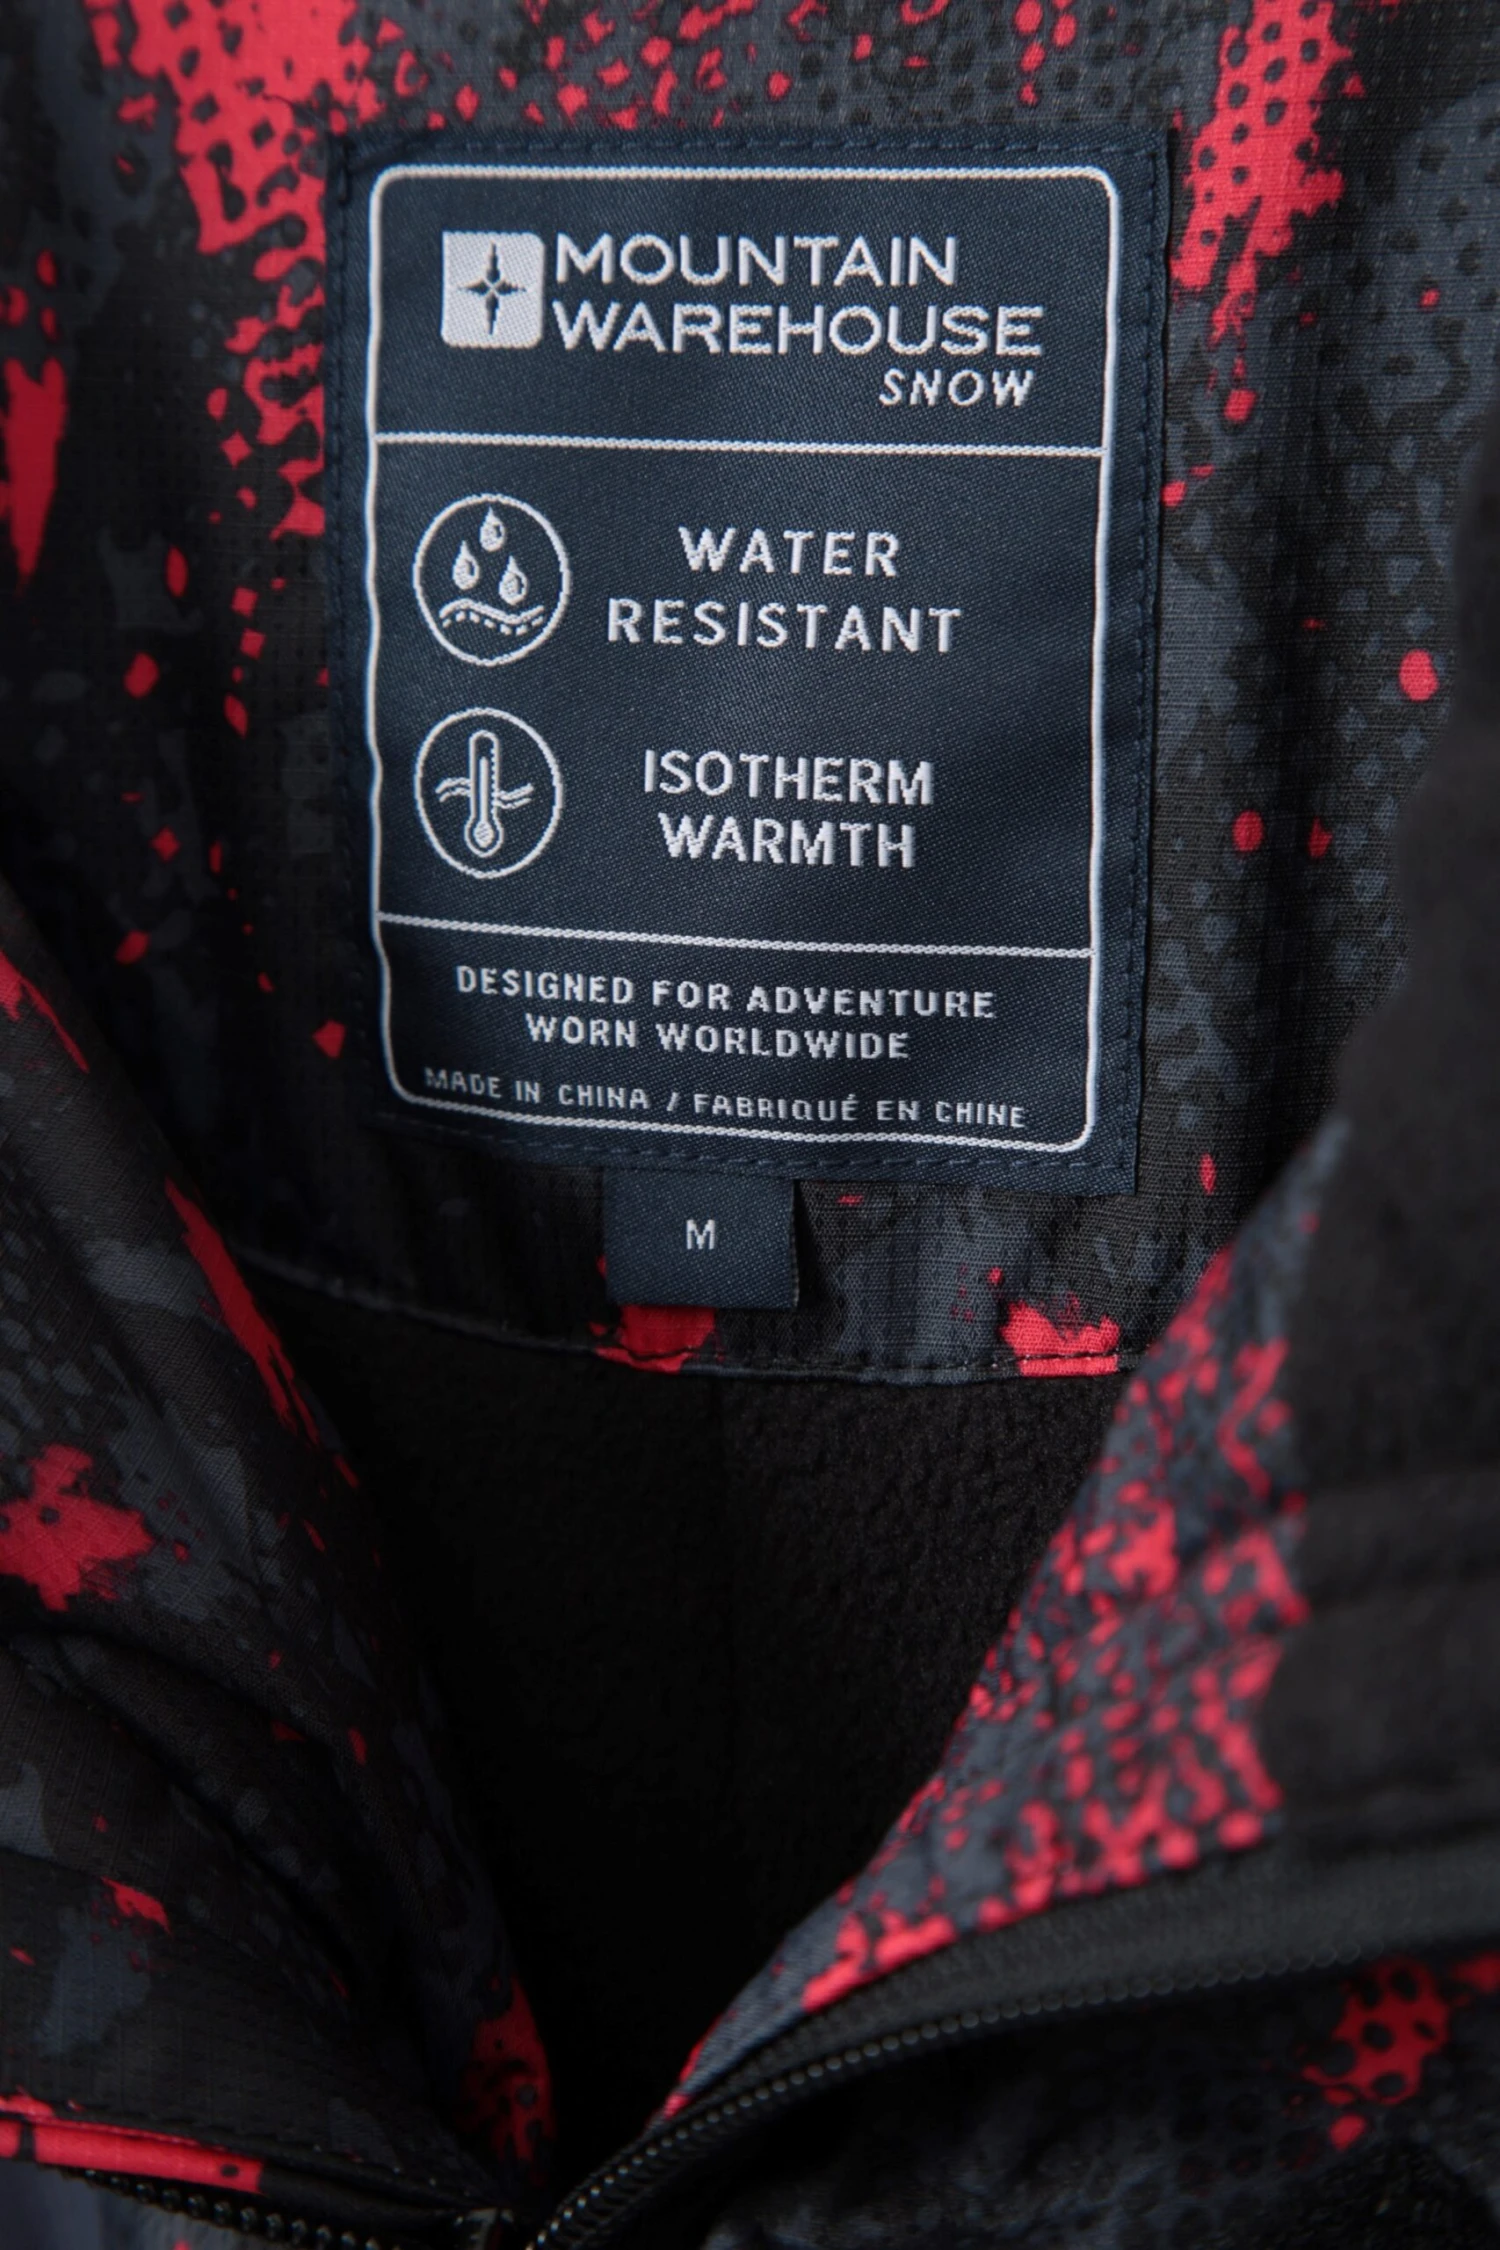 MOUNTAIN
WAREHOUSE
SNOW
WATER
RESISTANT
ISOTHERM
WARMTH
DESIGNED FOR ADVENTURE
WORN WORLDWIDE
MADE IN CHINA / FABRIQUÉ EN CHINE
M